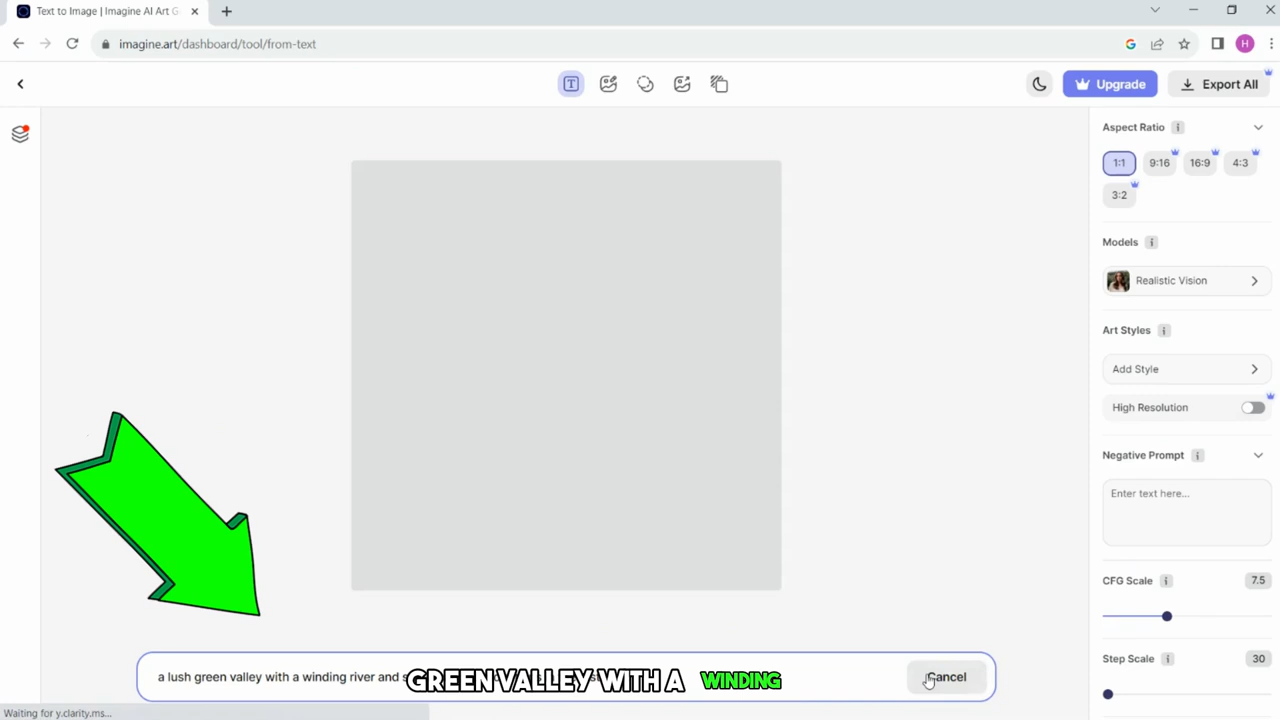 Text to Image | Imagine AI Art G
imagine.art/dashboard/tool/from-text
H
T
Upgrade
Export All
Aspect Ratio i
1:1
9:16
16:9
4:3
3:2
Models i
Realistic Vision
Art Styles i
Add Style
High Resolution
Negative Prompt i
Enter text here...
CFG Scale i
7.5
Step Scale i
30
a lush green valley with a winding river and
Cancel
GREEN VALLEY WITH A WINDING
Waiting for y.clarity.ms...